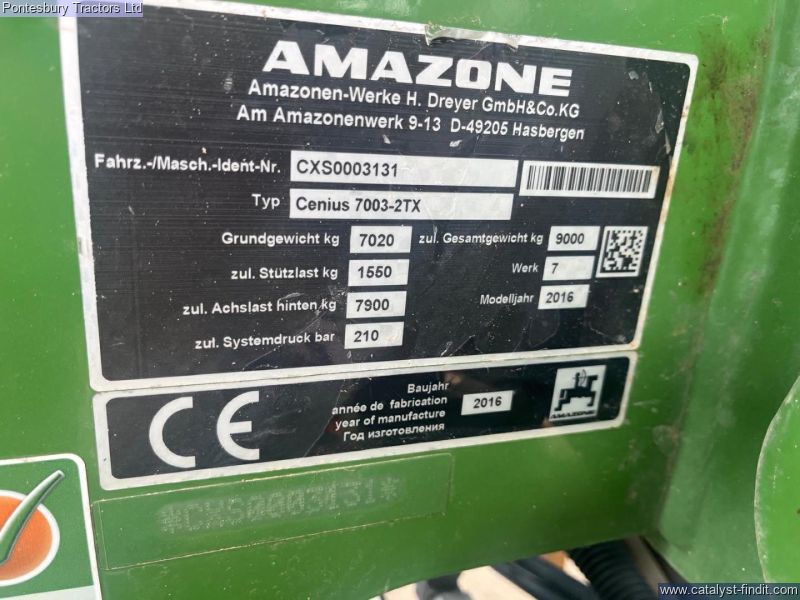 Pontesbury Tractors Ltd
AMAZONE
Amazonen-Werke H. Dreyer GmbH&Co.KG
Am Amazonenwerk 9-13 D-49205 Hasbergen
Fahrz.-/Masch.-Ident-Nr. CXS0003131
Typ Cenius 7003-2TX
Grundgewicht kg 7020 zul. Gesamtgewicht kg 9000
zul. Stützlast kg 1550 Werk 7
zul. Achslast hinten kg 7900 Modelljahr 2016
zul. Systemdruck bar 210
CE
Baujahr
année de fabrication
year of manufacture
Год изготовления
2016
AMAZONE
*CXS0003131*
www.catalyst-findit.com